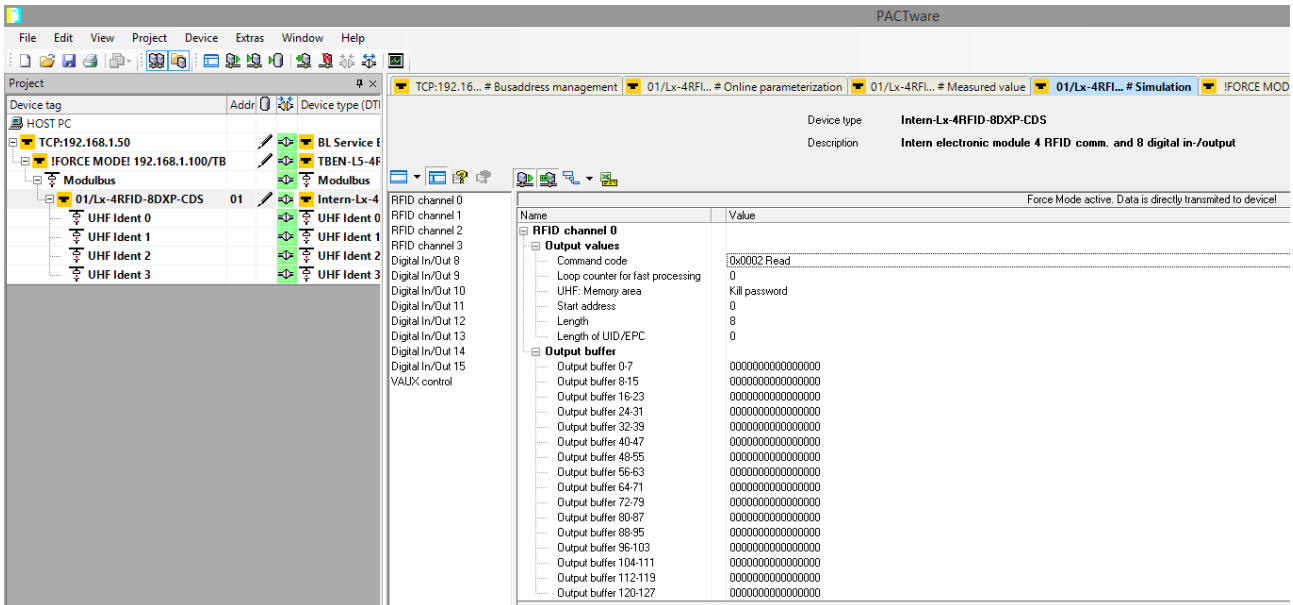 PACTware
File Edit View Project Device Extras Window Help
Project
TCP:192.16... # Busaddress management 01/Lx-4RFI... # Online parameterization 01/Lx-4RFI... # Measured value 01/Lx-4RFI... # Simulation !FORCE MOD
Device tag Addr Device type (DTI
HOST PC
TCP:192.168.1.50 BL Service E
!FORCE MODE! 192.168.1.100/TB TBEN-L5-4F
Modulbus Modulbus
01/Lx-4RFID-8DXP-CDS 01 Intern-Lx-4
UHF Ident 0 UHF Ident 0
UHF Ident 1 UHF Ident 1
UHF Ident 2 UHF Ident 2
UHF Ident 3 UHF Ident 3
Device type Intern-Lx-4RFID-8DXP-CDS
Description Intern electronic module 4 RFID comm. and 8 digital in-/output
RFID channel 0
RFID channel 1
RFID channel 2
RFID channel 3
Digital In/Out 8
Digital In/Out 9
Digital In/Out 10
Digital In/Out 11
Digital In/Out 12
Digital In/Out 13
Digital In/Out 14
Digital In/Out 15
VAUX control
Force Mode active. Data is directly transmited to device!
Name Value
RFID channel 0
Output values
Command code 0x0002 Read
Loop counter for fast processing 0
UHF: Memory area Kill password
Start address 0
Length 8
Length of UID/EPC 0
Output buffer
Output buffer 0-7 0000000000000000
Output buffer 8-15 0000000000000000
Output buffer 16-23 0000000000000000
Output buffer 24-31 0000000000000000
Output buffer 32-39 0000000000000000
Output buffer 40-47 0000000000000000
Output buffer 48-55 0000000000000000
Output buffer 56-63 0000000000000000
Output buffer 64-71 0000000000000000
Output buffer 72-79 0000000000000000
Output buffer 80-87 0000000000000000
Output buffer 88-95 0000000000000000
Output buffer 96-103 0000000000000000
Output buffer 104-111 0000000000000000
Output buffer 112-119 0000000000000000
Output buffer 120-127 0000000000000000